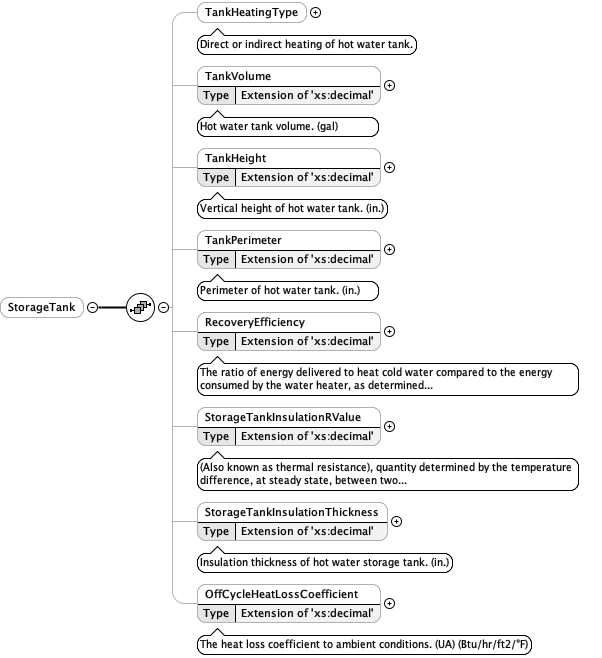 TankHeatingType
Direct or indirect heating of hot water tank.
TankVolume
Type Extension of 'xs:decimal'
Hot water tank volume. (gal)
TankHeight
Type Extension of 'xs:decimal'
Vertical height of hot water tank. (in.)
TankPerimeter
Type Extension of 'xs:decimal'
Perimeter of hot water tank. (in.)
StorageTank
RecoveryEfficiency
Type Extension of 'xs:decimal'
The ratio of energy delivered to heat cold water compared to the energy
consumed by the water heater, as determined...
StorageTankInsulationRValue
Type Extension of 'xs:decimal'
(Also known as thermal resistance), quantity determined by the temperature
difference, at steady state, between two...
StorageTankInsulationThickness
Type Extension of 'xs:decimal'
Insulation thickness of hot water storage tank. (in.)
OffCycleHeatLossCoefficient
Type Extension of 'xs:decimal'
The heat loss coefficient to ambient conditions. (UA) (Btu/hr/ft2/°F)